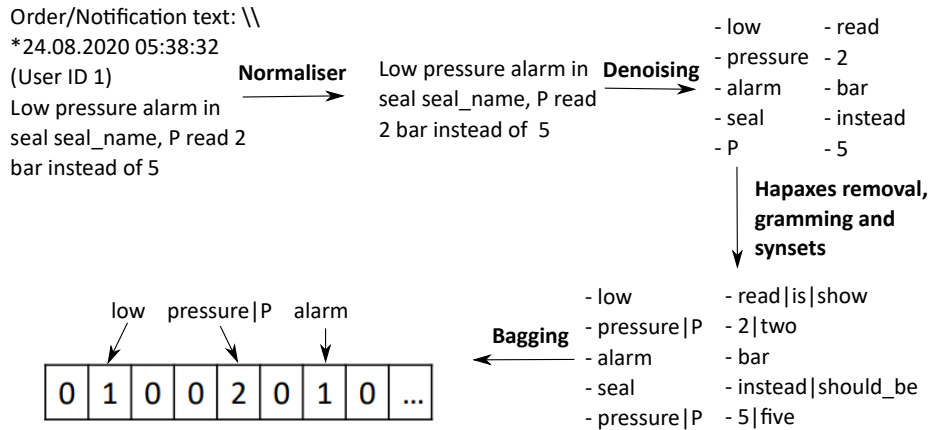 Order/Notification text: \\
*24.08.2020 05:38:32
(User ID 1)
Low pressure alarm in
seal seal_name, P read 2
bar instead of 5
Normaliser
Low pressure alarm in
seal seal_name, P read
2 bar instead of  5
Denoising
- low
- pressure
- alarm
- seal
- P
- read
- 2
- bar
- instead
- 5
Hapaxes removal,
gramming and
synsets
- low
- pressure|P
- alarm
- seal
- pressure|P
- read|is|show
- 2|two
- bar
- instead|should_be
- 5|five
Bagging
low pressure|P alarm
0 1 0 0 2 0 1 0 ...